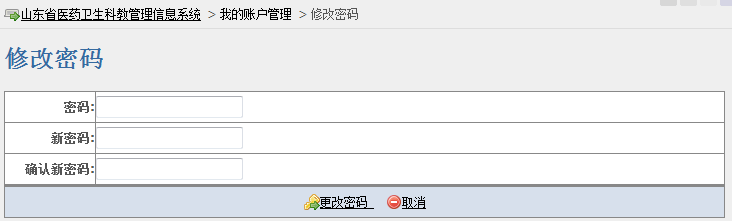 山东省医药卫生科教管理信息系统 > 我的账户管理 > 修改密码
修改密码
密码:
新密码:
确认新密码:
更改密码 取消